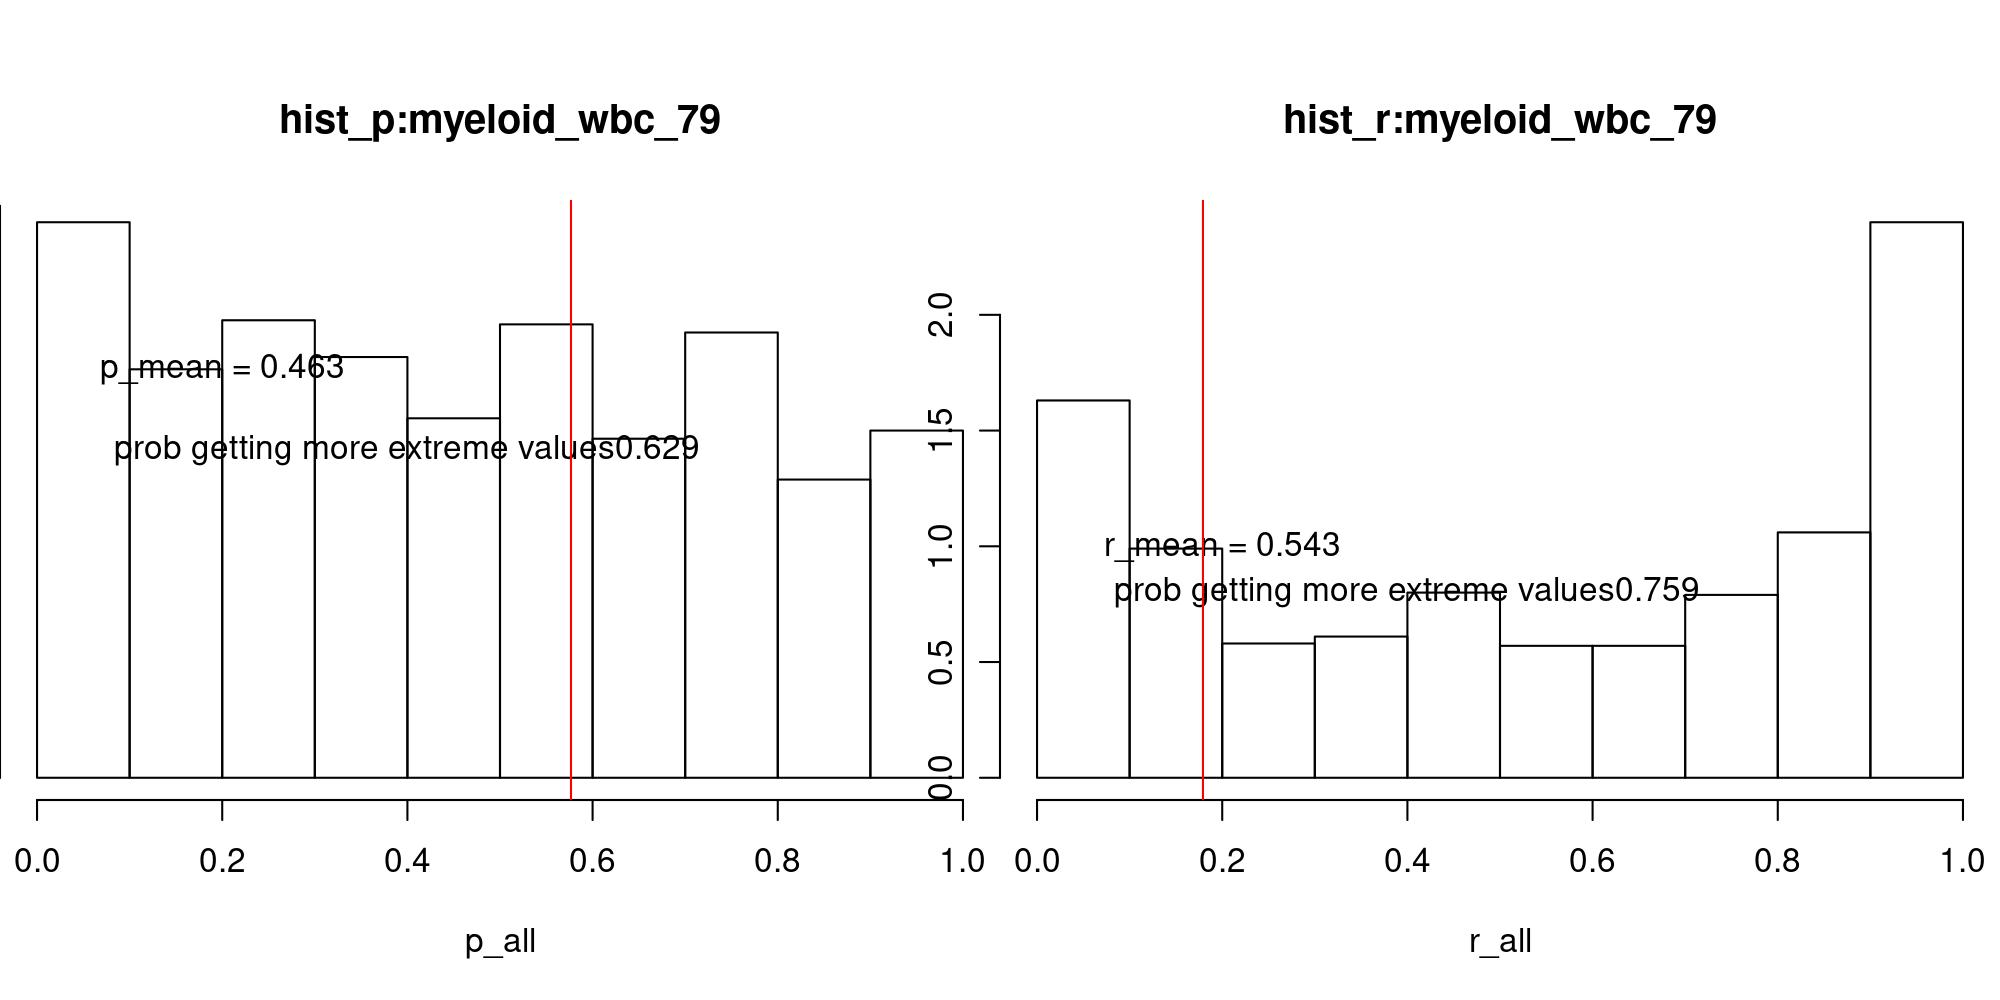 hist_p:myeloid_wbc_79
p_mean = 0.463
prob getting more extreme values0.629
0.0 0.2 0.4 0.6 0.8 1.0
p_all
hist_r:myeloid_wbc_79
2.0
1.5
1.0
0.5
0.0
r_mean = 0.543
prob getting more extreme values0.759
0.0 0.2 0.4 0.6 0.8 1.0
r_all